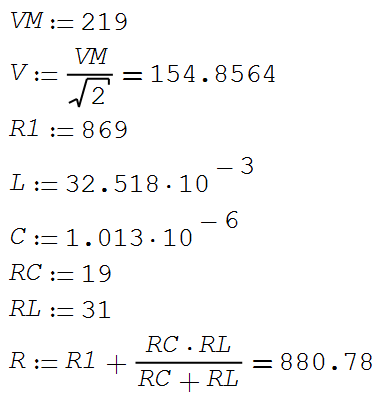 VM := 219
V := VM / √2 = 154.8564
R1 := 869
L := 32.518 · 10^−3
C := 1.013 · 10^−6
RC := 19
RL := 31
R := R1 + (RC · RL) / (RC + RL) = 880.78